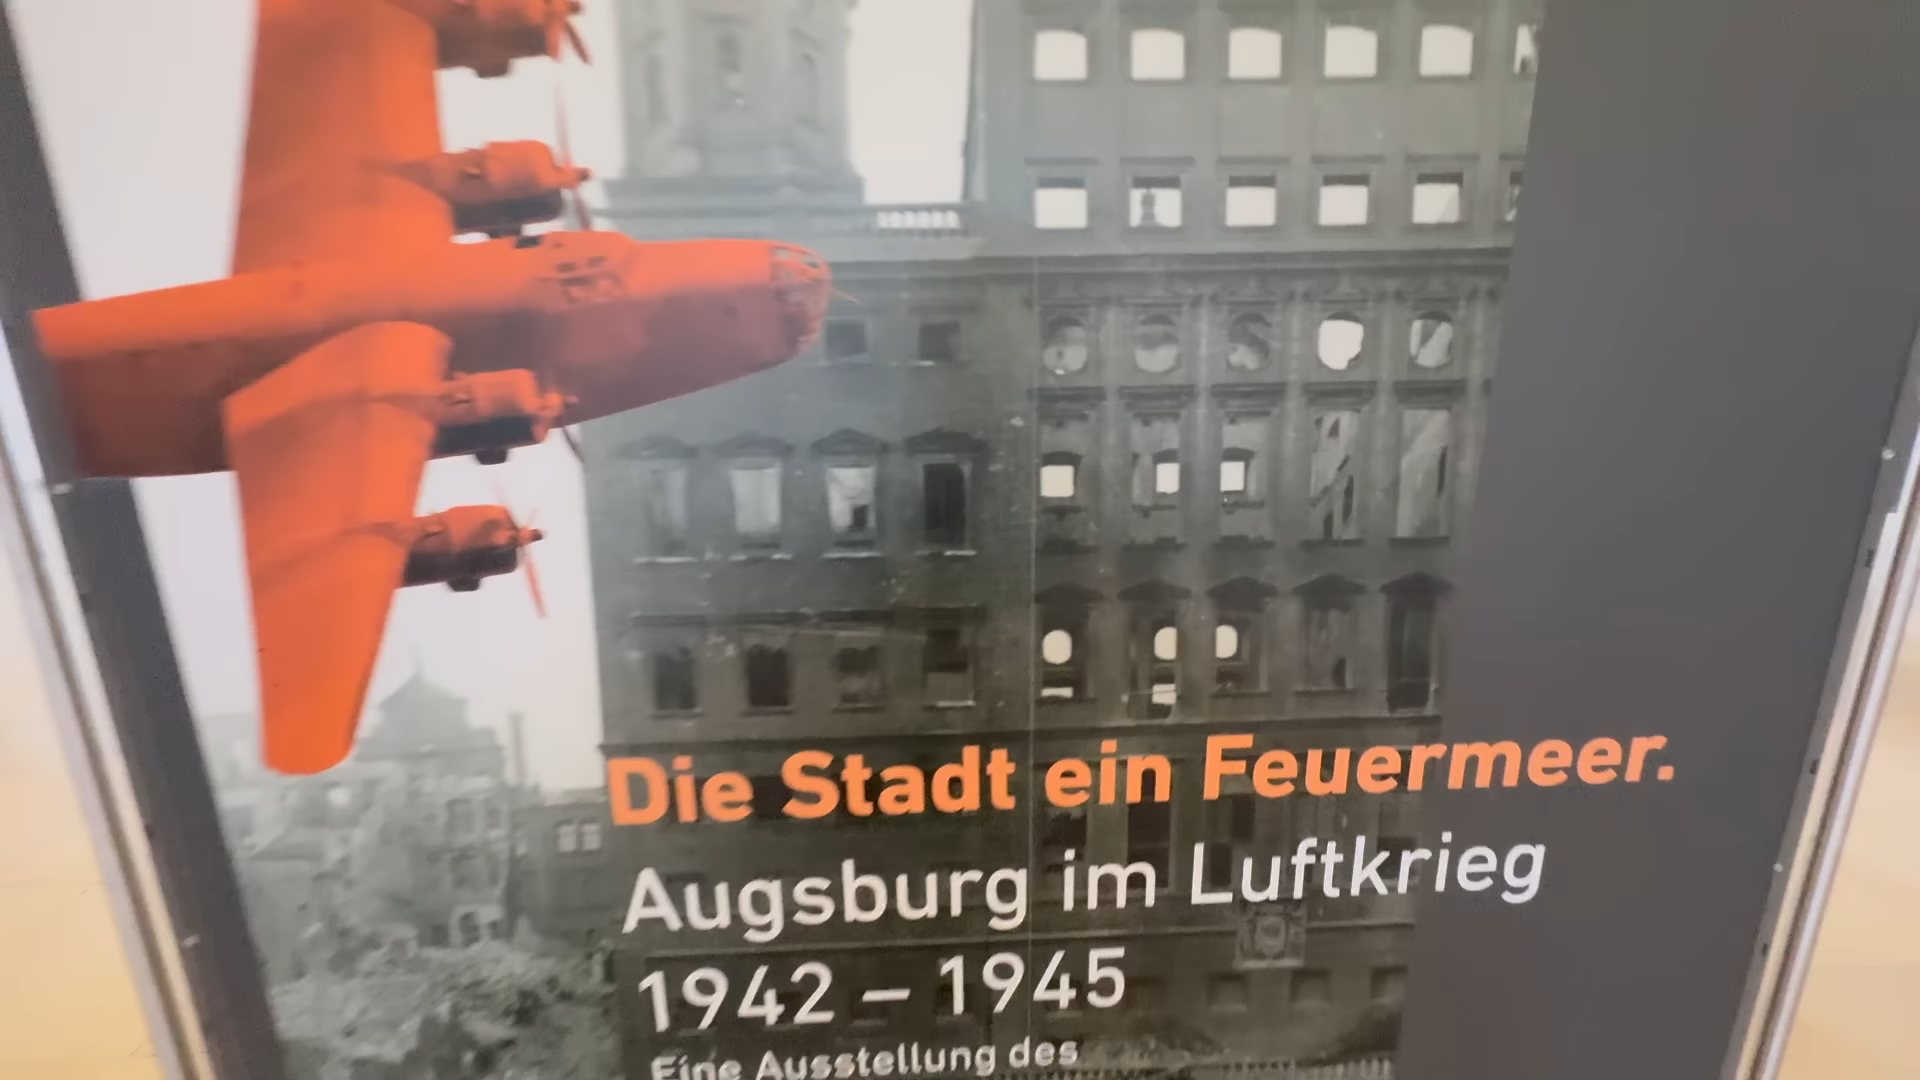 Die Stadt ein Feuermeer.
Augsburg im Luftkrieg
1942 – 1945
Eine Ausstellung des